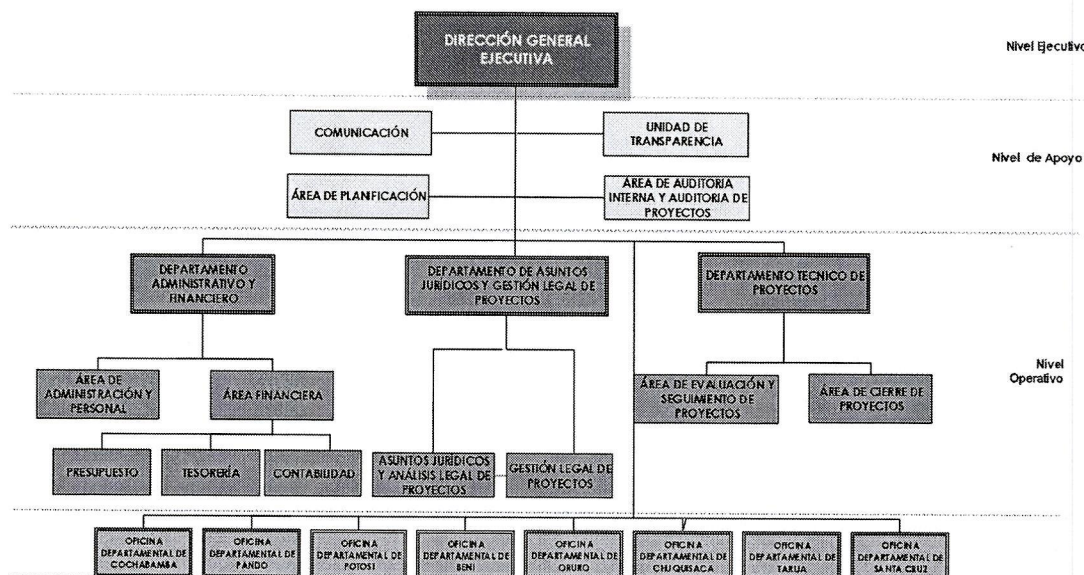 DIRECCIÓN GENERAL
EJECUTIVA
Nivel Ejecutivo
COMUNICACIÓN
UNIDAD DE
TRANSPARENCIA
Nivel de Apoyo
ÁREA DE PLANIFICACIÓN
ÁREA DE AUDITORIA
INTERNA Y AUDITORIA DE
PROYECTOS
DEPARTAMENTO
ADMINISTRATIVO Y
FINANCIERO
DEPARTAMENTO DE ASUNTOS
JURÍDICOS Y GESTIÓN LEGAL DE
PROYECTOS
DEPARTAMENTO TECNICO DE
PROYECTOS
Nivel
Operativo
ÁREA DE
ADMINISTRACIÓN Y
PERSONAL
ÁREA FINANCIERA
ÁREA DE EVALUACIÓN Y
SEGUIMIENTO DE
PROYECTOS
ÁREA DE CIERRE DE
PROYECTOS
PRESUPUESTO
TESORERÍA
CONTABILIDAD
ASUNTOS JURÍDICOS
Y ANÁLISIS LEGAL DE
PROYECTOS
GESTIÓN LEGAL DE
PROYECTOS
OFICINA
DEPARTAMENTAL DE
COCHABAMBA
OFICINA
DEPARTAMENTAL DE
PANDO
OFICINA
DEPARTAMENTAL DE
POTOSI
OFICINA
DEPARTAMENTAL DE
BENI
OFICINA
DEPARTAMENTAL DE
ORURO
OFICINA
DEPARTAMENTAL DE
CHUQUISACA
OFICINA
DEPARTAMENTAL DE
TARIJA
OFICINA
DEPARTAMENTAL DE
SANTA CRUZ